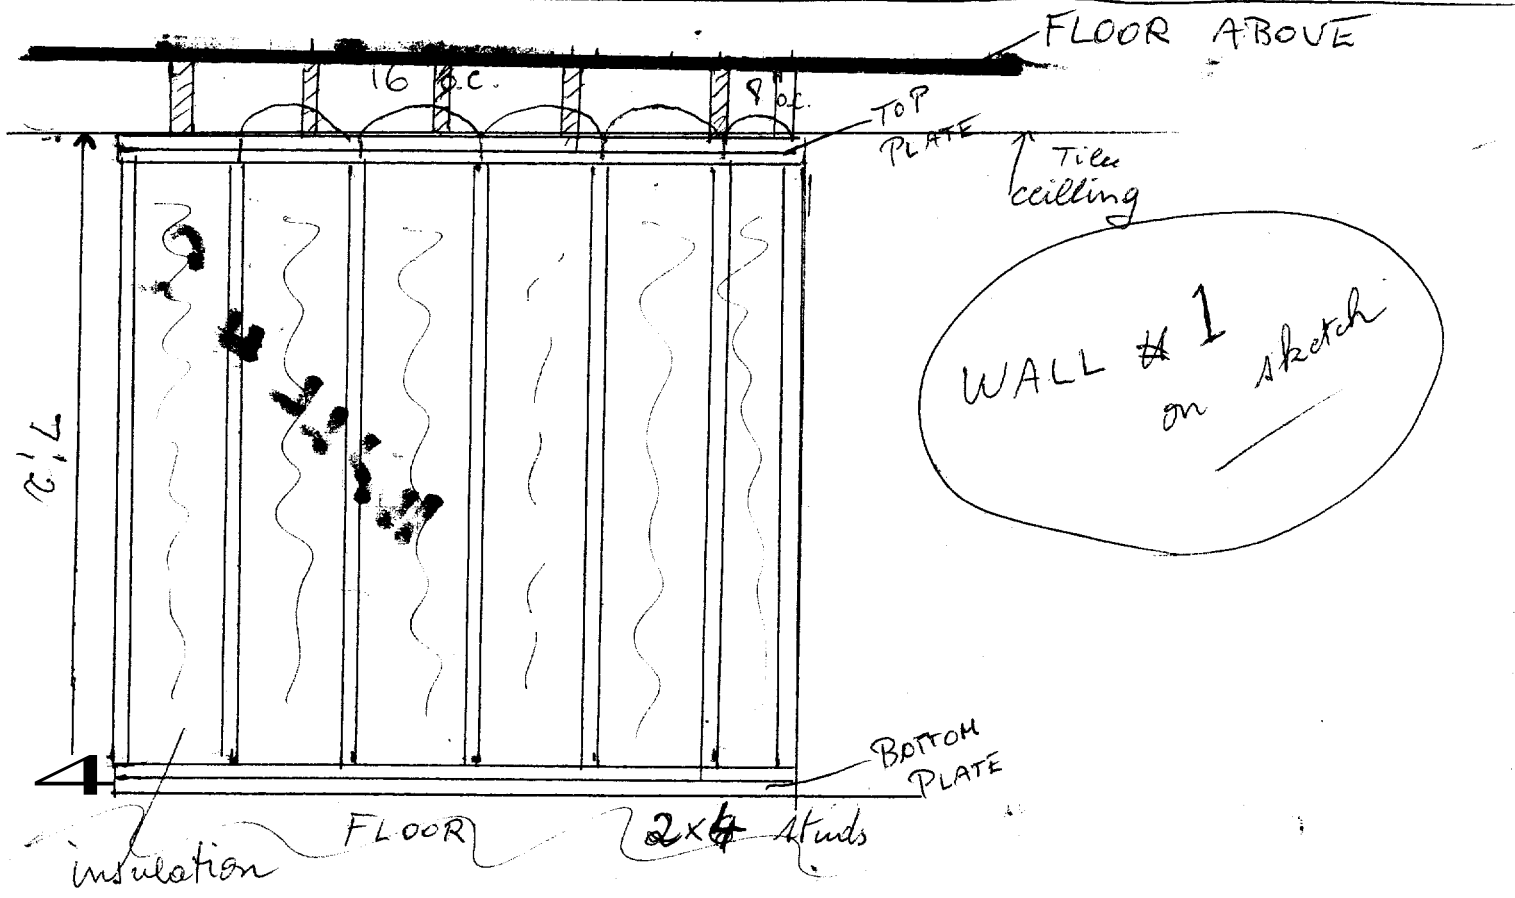 FLOOR ABOVE
16 o.c.
8 o.c.
TOP
PLATE
Tile
ceilling
WALL # 1
on sketch
7',2
BOTTOM
PLATE
FLOOR
2x4 studs
insulation